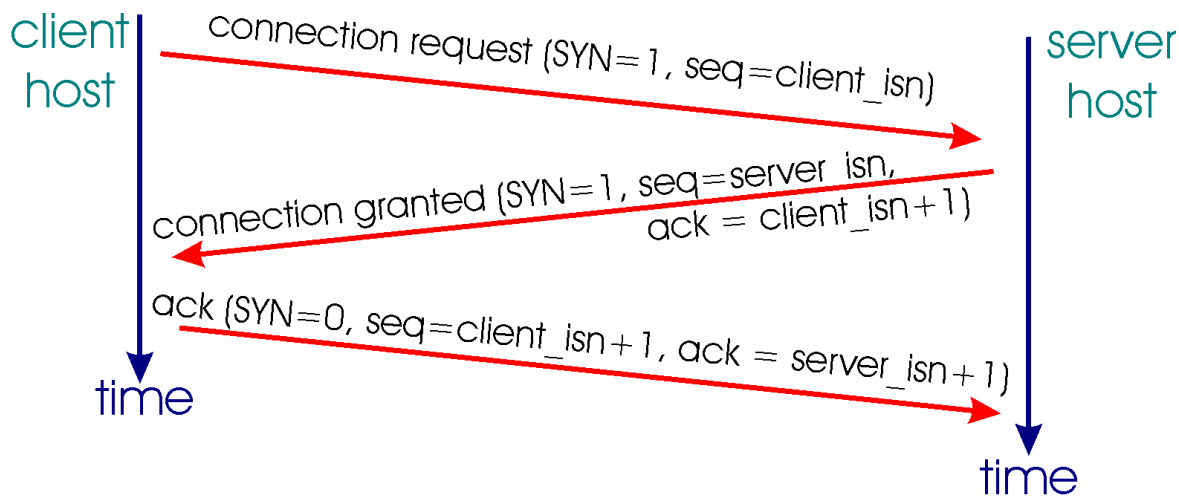 client
host
connection request (SYN=1, seq=client_isn)
server
host
connection granted (SYN=1, seq=server_isn,
ack = client_isn+1)
ack (SYN=0, seq=client_isn+1, ack = server_isn+1)
time
time